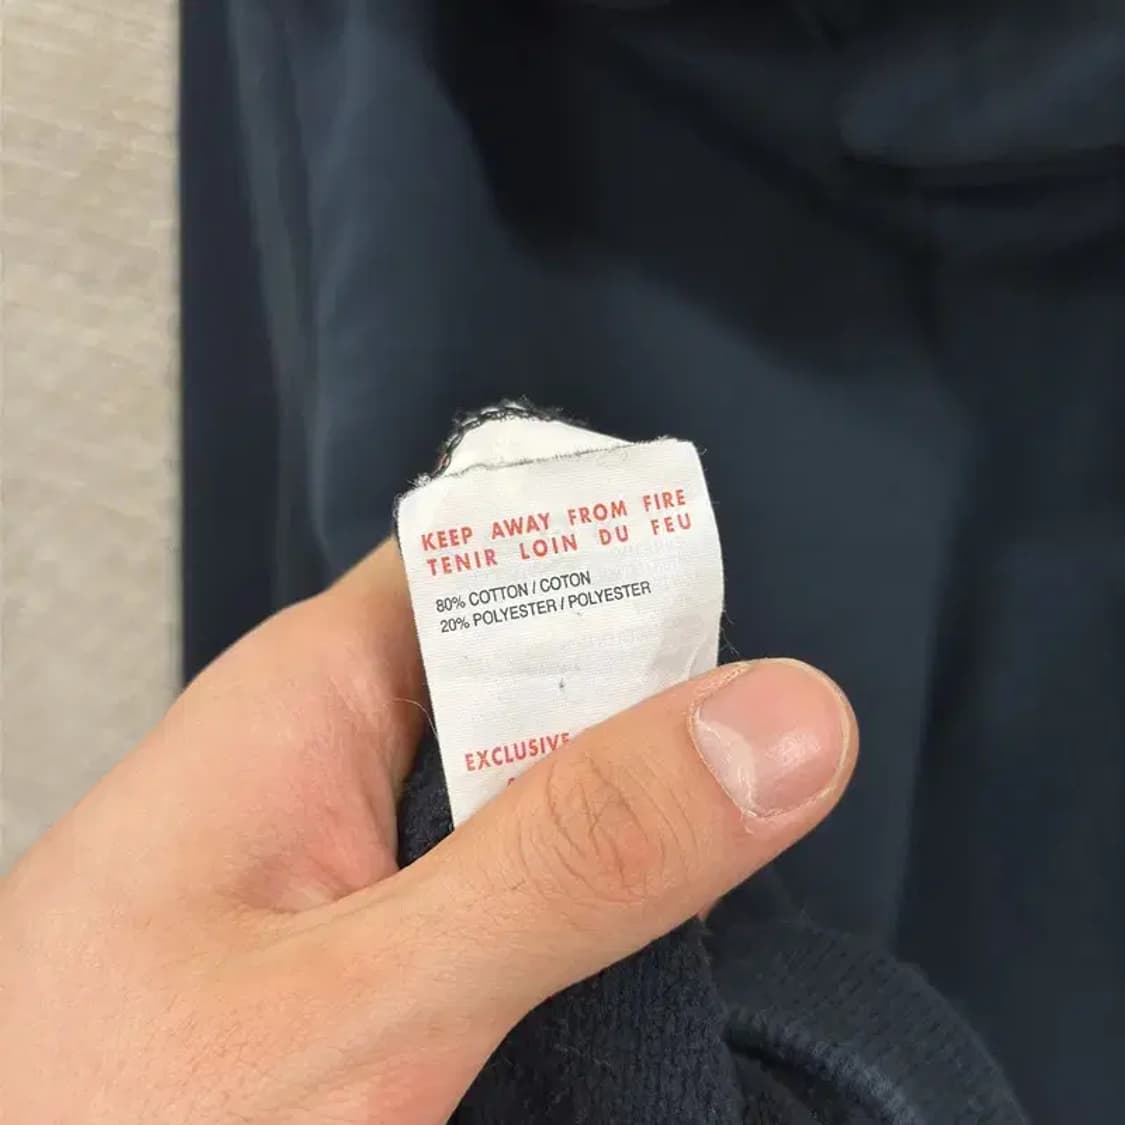 KEEP AWAY FROM FIRE
TENIR LOIN DU FEU
80% COTTON / COTON
20% POLYESTER / POLYESTER
EXCLUSIVE